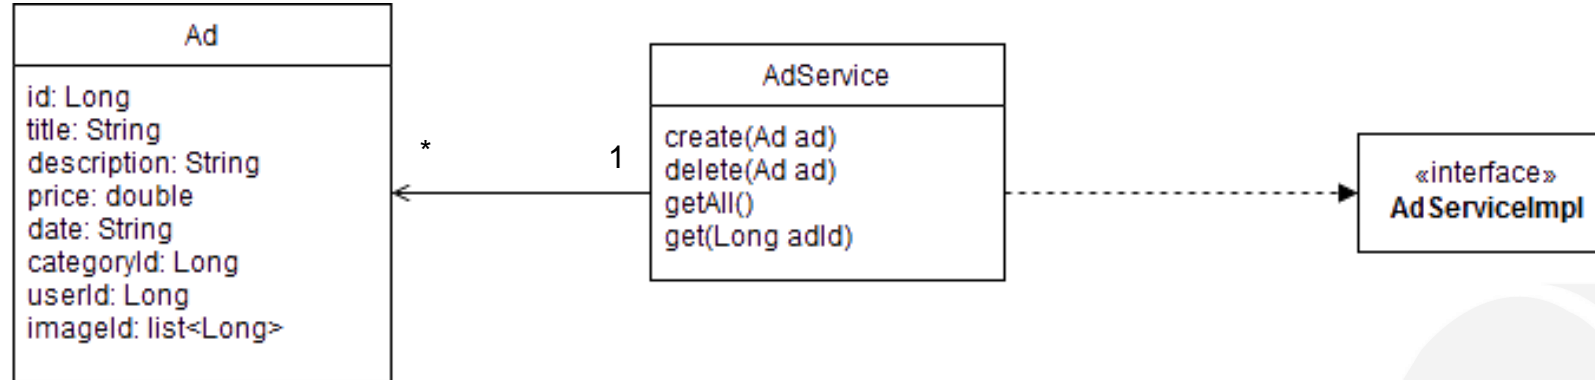 Ad
id: Long
title: String
description: String
price: double
date: String
categoryId: Long
userId: Long
imageId: list<Long>
*
1
AdService
create(Ad ad)
delete(Ad ad)
getAll()
get(Long adId)
«interface»
AdServiceImpl